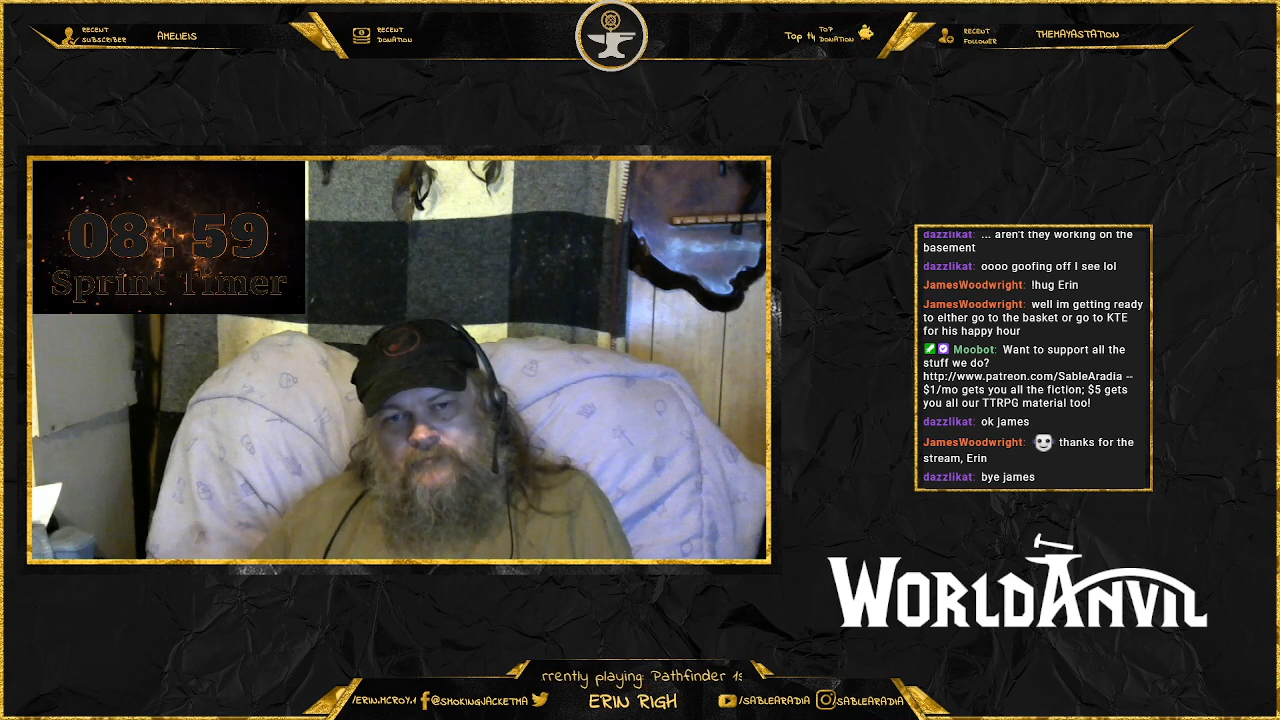 RECENT
SUBSCRIBER
AMELIEIS
RECENT
DONATION
Top
TOP
DONATION
RECENT
FOLLOWER
THEMAYASTATION
08:59
Sprint Timer
dazzlikat: ... aren't they working on the
basement
dazzlikat: oooo goofing off I see lol
JamesWoodwright: !hug Erin
JamesWoodwright: well im getting ready
to either go to the basket or go to KTE
for his happy hour
Moobot: Want to support all the
stuff we do?
http://www.patreon.com/SableAradia --
$1/mo gets you all the fiction; $5 gets
you all our TTRPG material too!
dazzlikat: ok james
JamesWoodwright: thanks for the
stream, Erin
dazzlikat: bye james
WORLDANVIL
rrently playing: Pathfinder 1s
/ERIN.MCROY.1
@SMOKINGJACKETMA
ERIN RIGH
/SABLEARADIA
/SABLEARADIA